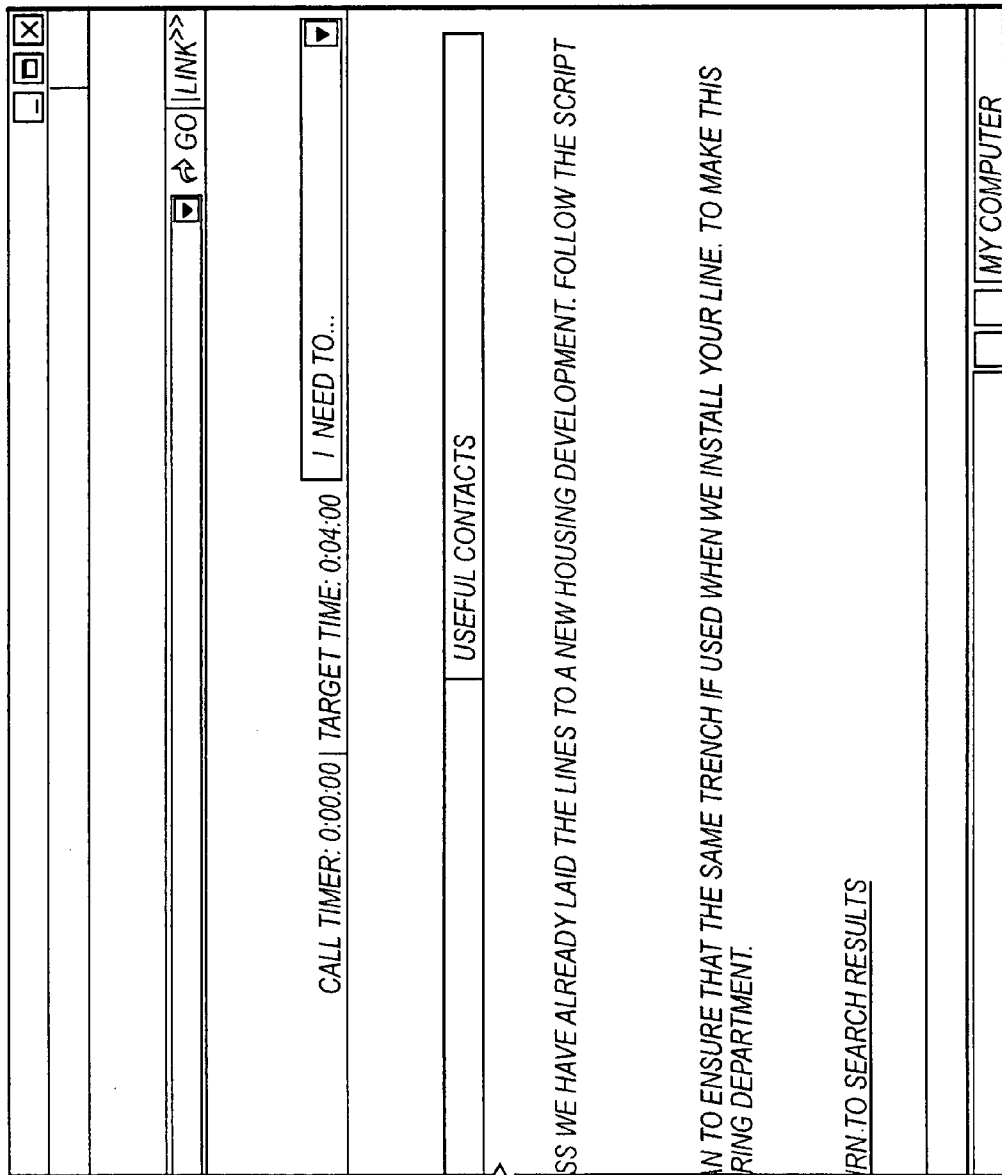 GO LINK>>
CALL TIMER: 0:00:00 | TARGET TIME: 0:04:00 I NEED TO...
USEFUL CONTACTS
SS WE HAVE ALREADY LAID THE LINES TO A NEW HOUSING DEVELOPMENT. FOLLOW THE SCRIPT
AN TO ENSURE THAT THE SAME TRENCH IF USED WHEN WE INSTALL YOUR LINE. TO MAKE THIS
RING DEPARTMENT.
RN TO SEARCH RESULTS
MY COMPUTER